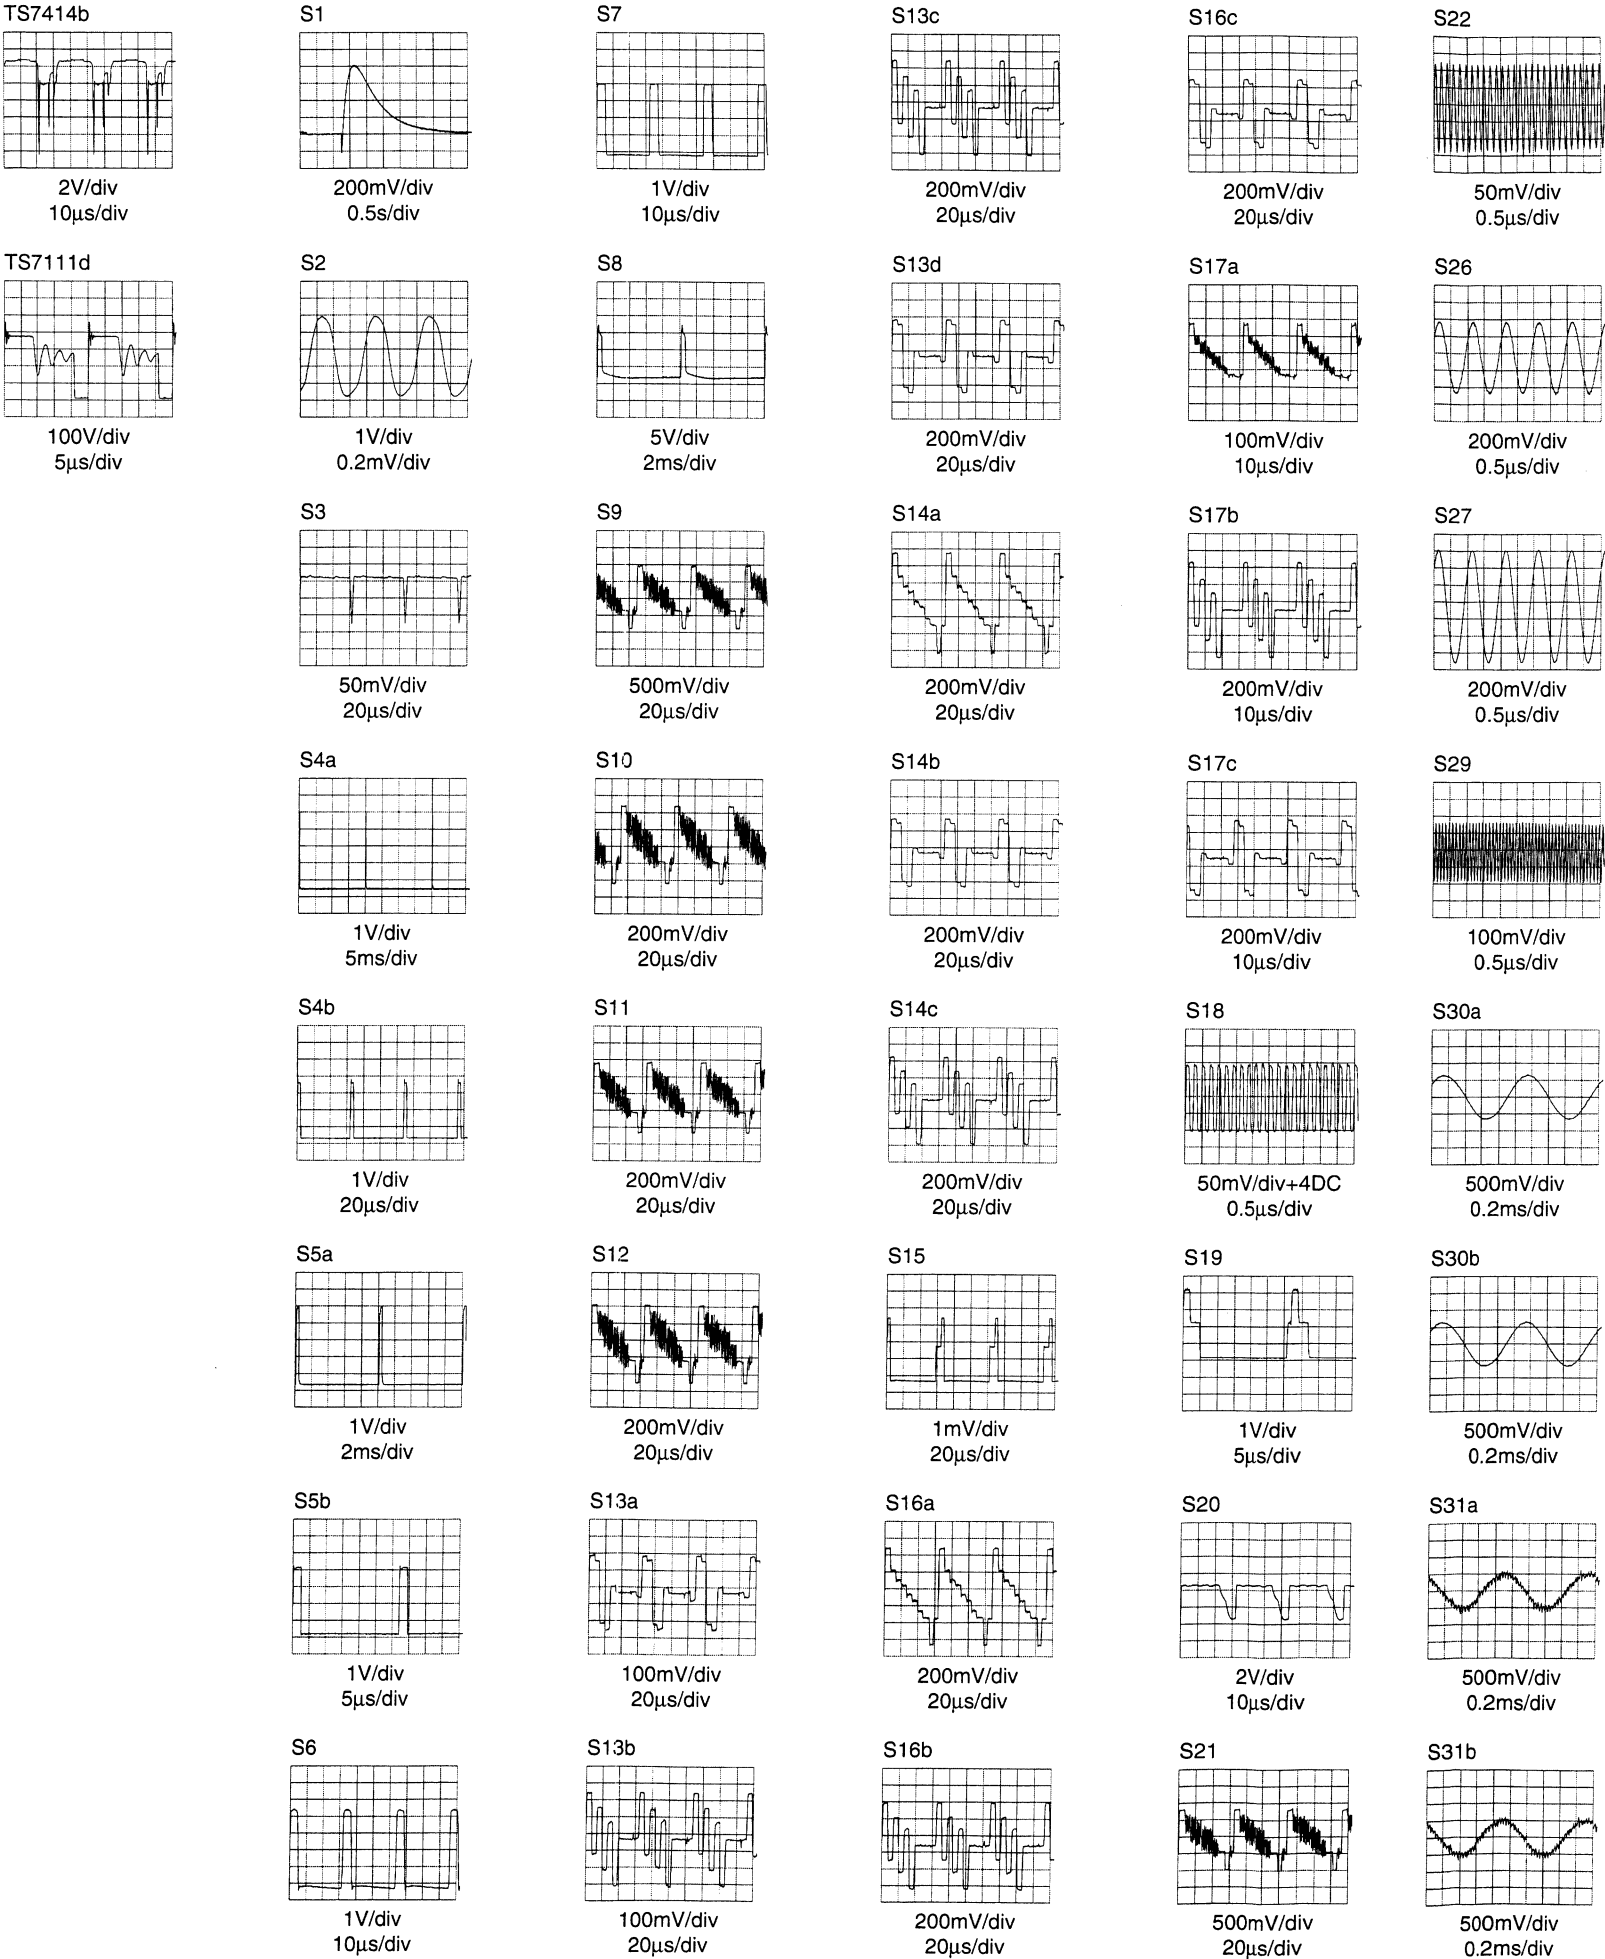 TS7414b
2V/div
10µs/div
S1
200mV/div
0.5s/div
S7
1V/div
10µs/div
S13c
200mV/div
20µs/div
S16c
200mV/div
20µs/div
S22
50mV/div
0.5µs/div
TS7111d
100V/div
5µs/div
S2
1V/div
0.2mV/div
S8
5V/div
2ms/div
S13d
200mV/div
20µs/div
S17a
100mV/div
10µs/div
S26
200mV/div
0.5µs/div
S3
50mV/div
20µs/div
S9
500mV/div
20µs/div
S14a
200mV/div
20µs/div
S17b
200mV/div
10µs/div
S27
200mV/div
0.5µs/div
S4a
1V/div
5ms/div
S10
200mV/div
20µs/div
S14b
200mV/div
20µs/div
S17c
200mV/div
10µs/div
S29
100mV/div
0.5µs/div
S4b
1V/div
20µs/div
S11
200mV/div
20µs/div
S14c
200mV/div
20µs/div
S18
50mV/div+4DC
0.5µs/div
S30a
500mV/div
0.2ms/div
S5a
1V/div
2ms/div
S12
200mV/div
20µs/div
S15
1mV/div
20µs/div
S19
1V/div
5µs/div
S30b
500mV/div
0.2ms/div
S5b
1V/div
5µs/div
S13a
100mV/div
20µs/div
S16a
200mV/div
20µs/div
S20
2V/div
10µs/div
S31a
500mV/div
0.2ms/div
S6
1V/div
10µs/div
S13b
100mV/div
20µs/div
S16b
200mV/div
20µs/div
S21
500mV/div
20µs/div
S31b
500mV/div
0.2ms/div